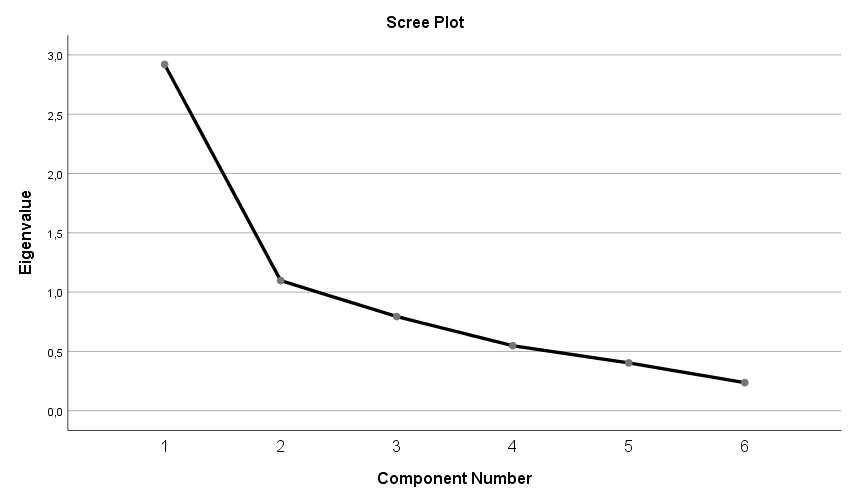 Scree Plot
Eigenvalue
3,0
2,5
2,0
1,5
1,0
0,5
0,0
1 2 3 4 5 6
Component Number